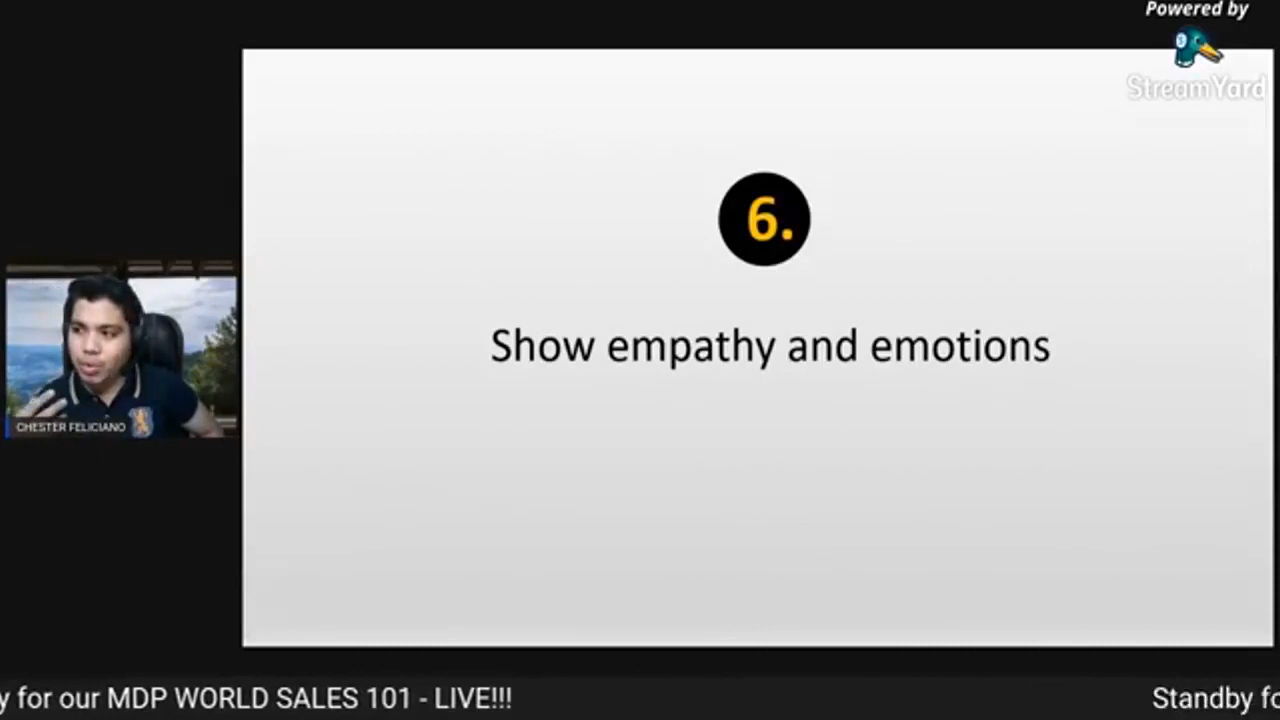 Powered by
StreamYard
6.
Show empathy and emotions
CHESTER FELICIANO
y for our MDP WORLD SALES 101 - LIVE!!!
Standby fo